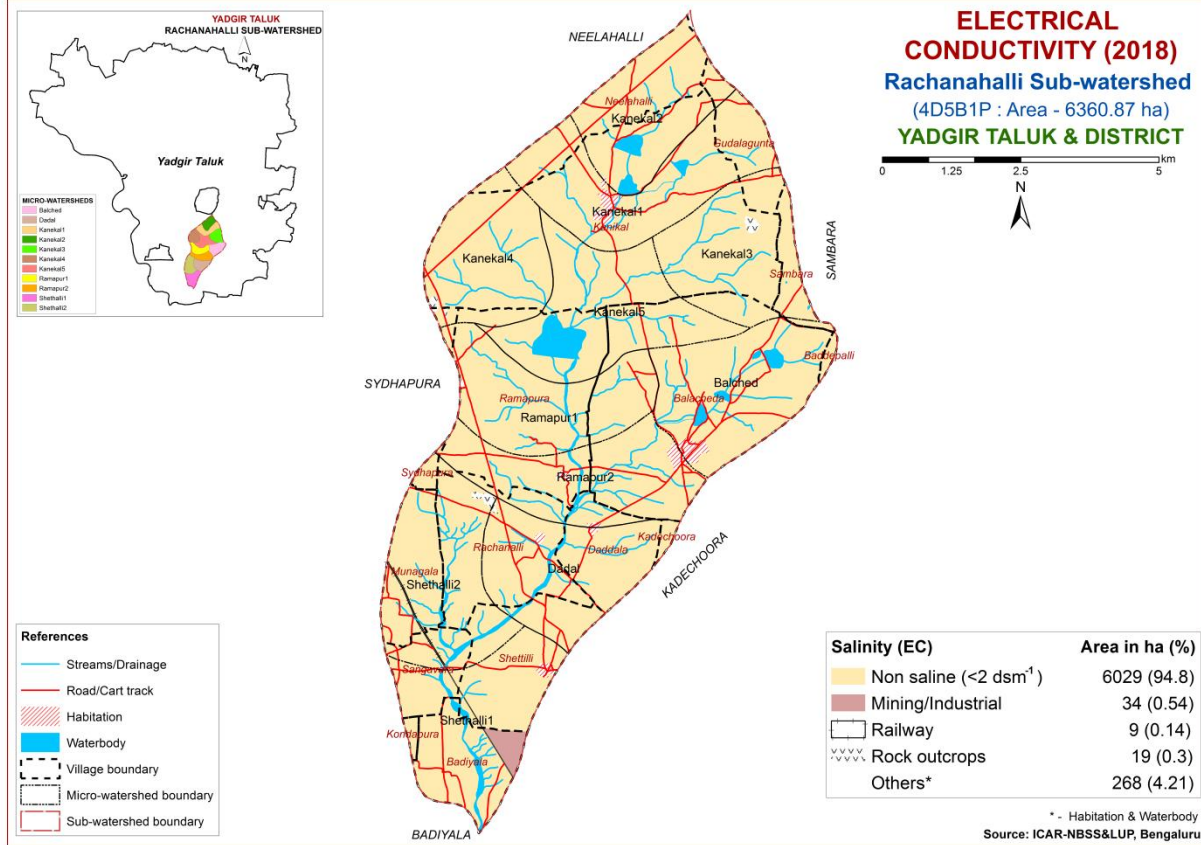 YADGIR TALUK
RACHANAHALLI SUB-WATERSHED
N
Yadgir Taluk
MICRO-WATERSHEDS
Balched
Dadal
Kanekal1
Kanekal2
Kanekal3
Kanekal4
Kanekal5
Ramapur1
Ramapur2
Shethalli1
Shethalli2
ELECTRICAL
CONDUCTIVITY (2018)
Rachanahalli Sub-watershed
(4D5B1P : Area - 6360.87 ha)
YADGIR TALUK & DISTRICT
km
0 1.25 2.5 5
N
NEELAHALLI
Neelahalli
Kanekal2
Gudalagunta
Kanekal1
Kanikal
Kanekal4
Kanekal3
SAMBARA
Sambara
Kanekal5
Baddepalli
SYDHAPURA
Balched
Ramapura
Balacheda
Ramapur1
Sydhapura
Ramapur2
Rachanalli
Daddala
Kadechoora
KADECHOORA
Munagala
Dadal
Shethalli2
Shettilli
Sangavara
Shethalli1
Kondapura
Badiyala
BADIYALA
References
Streams/Drainage
Road/Cart track
Habitation
Waterbody
Village boundary
Micro-watershed boundary
Sub-watershed boundary
Salinity (EC) Area in ha (%)
Non saline (<2 dsm⁻¹) 6029 (94.8)
Mining/Industrial 34 (0.54)
Railway 9 (0.14)
Rock outcrops 19 (0.3)
Others* 268 (4.21)
* - Habitation & Waterbody
Source: ICAR-NBSS&LUP, Bengaluru